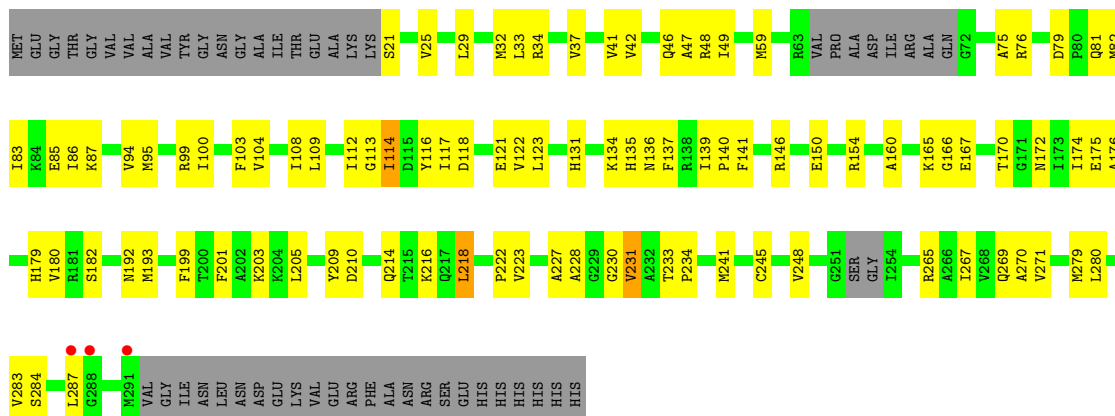 MET GLU GLY THR GLY VAL VAL ALA VAL TYR GLY ASN GLY ALA ILE THR GLU ALA LYS LYS S21 V25 L29 M32 L33 R34 V37 V41 V42 Q46 A47 R48 I49 M59 R63 VAL PRO ALA ASP ILE ARG ALA GLN G72 A75 R76 D79 P80 Q81 M82
I83 K84 E85 I86 K87 V94 M95 R99 I100 F103 V104 I108 L109 I112 G113 I114 D115 Y116 I117 D118 E121 V122 L123 H131 K134 H135 N136 F137 R138 I139 P140 F141 R146 E150 R154 A160 K165 G166 E167 T170 G171 N172 I173 I174 E175 A176
H179 V180 R181 S182 N192 M193 F199 T200 F201 A202 K203 K204 L205 Y209 D210 Q214 T215 K216 Q217 L218 P222 V223 A227 A228 G229 G230 V231 A232 T233 P234 M241 C245 V248 G251 SER GLY I254 R265 A266 I267 V268 Q269 A270 V271 M279 L280
V283 S284 L287 G288 M291 VAL GLY ILE ASN LEU ASN ASP GLU LYS VAL GLU ARG PHE ALA ASN ARG SER GLU HIS HIS HIS HIS HIS HIS